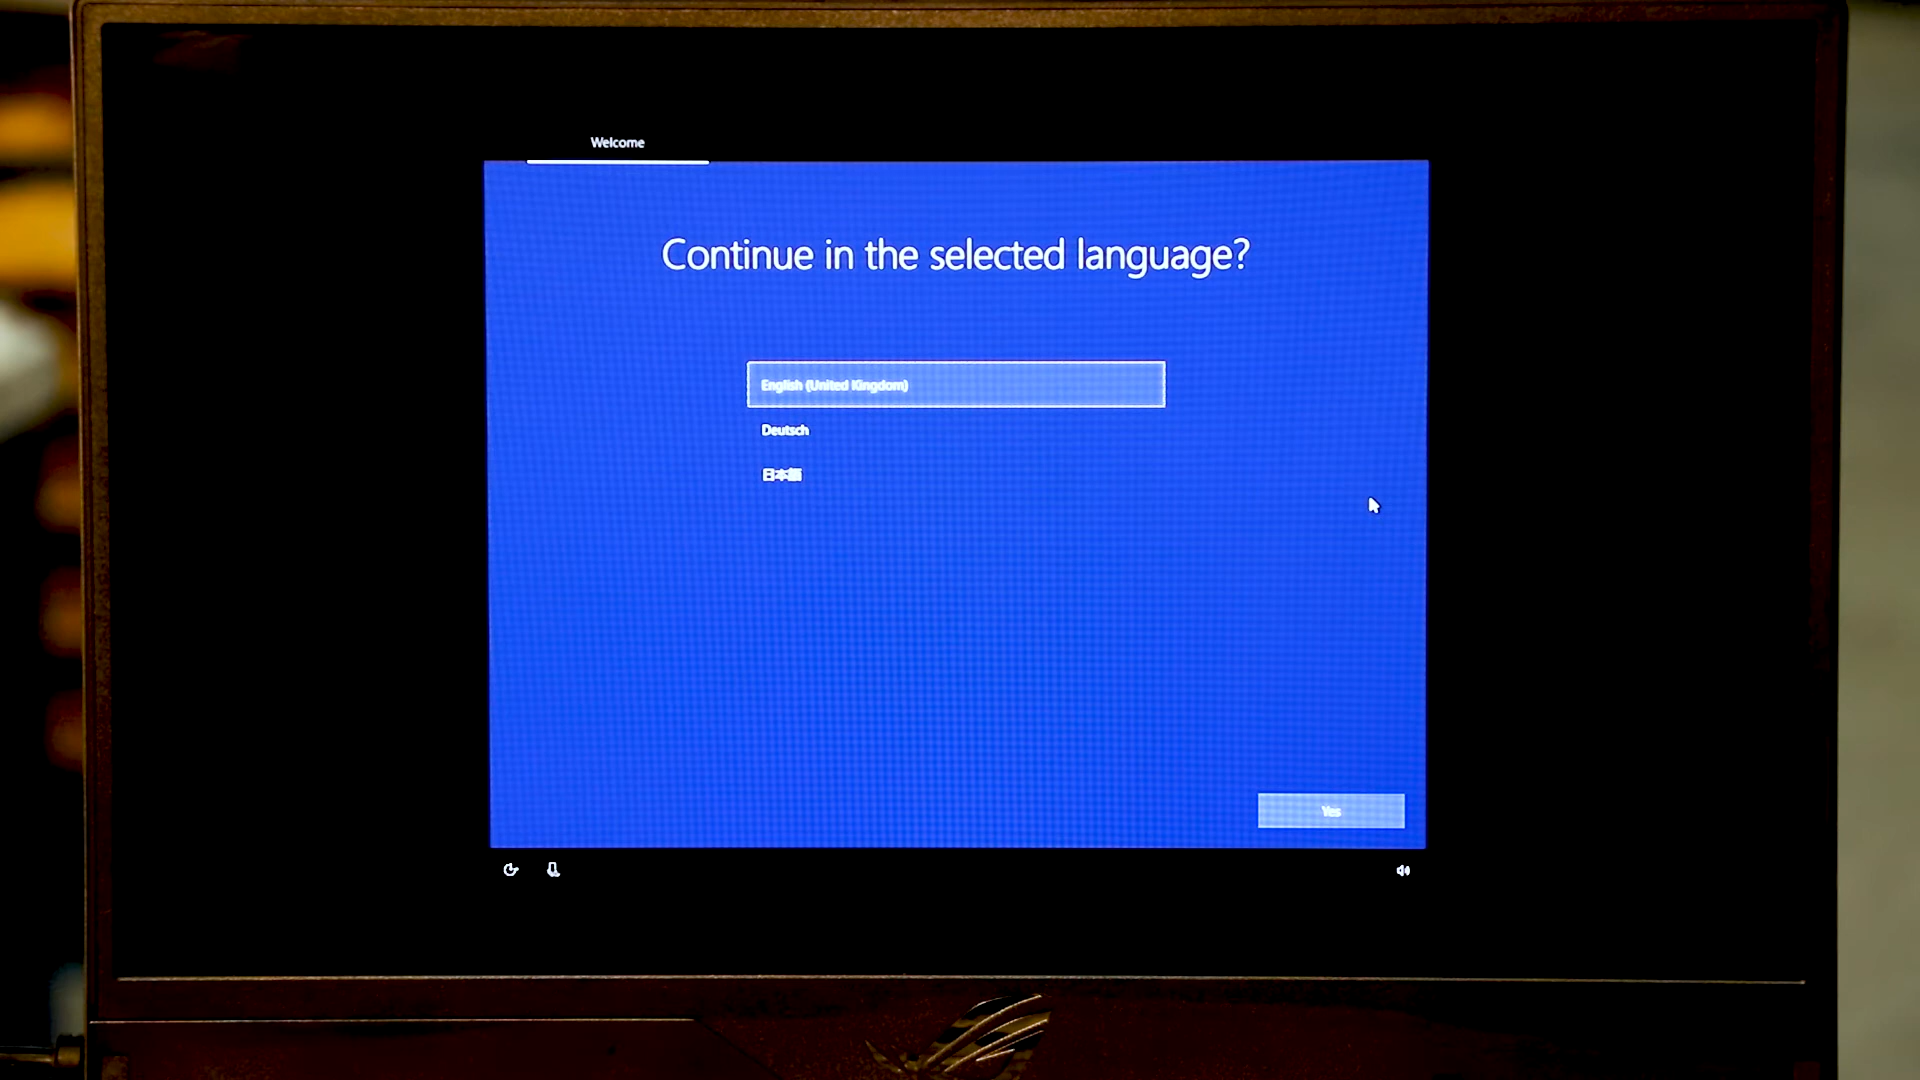 Welcome
Continue in the selected language?
English (United Kingdom)
Deutsch
日本語
Yes